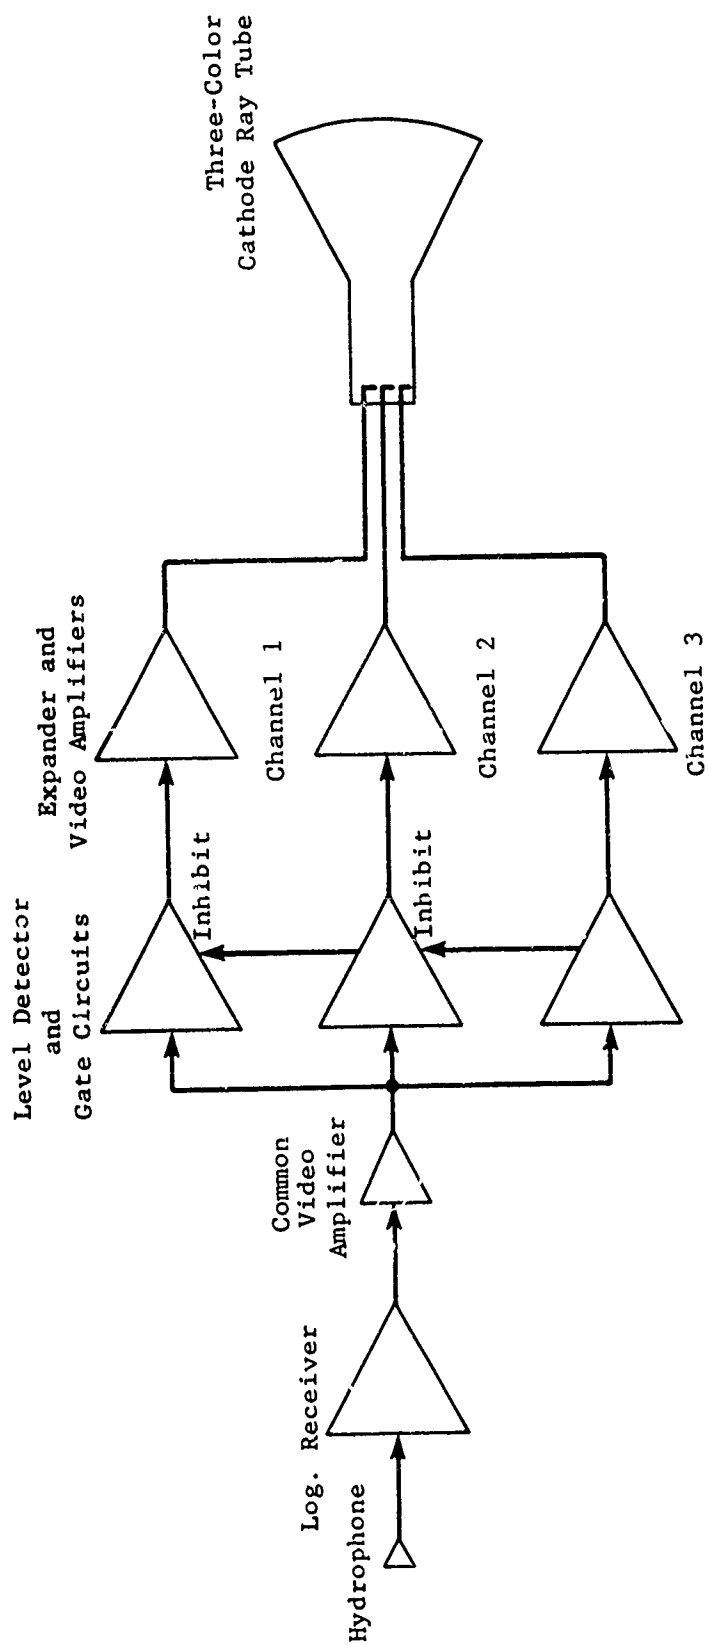 Hydrophone
Log. Receiver
Common
Video
Amplifier
Level Detector
and
Gate Circuits
Inhibit
Inhibit
Expander and
Video Amplifiers
Channel 1
Channel 2
Channel 3
Three-Color
Cathode Ray Tube